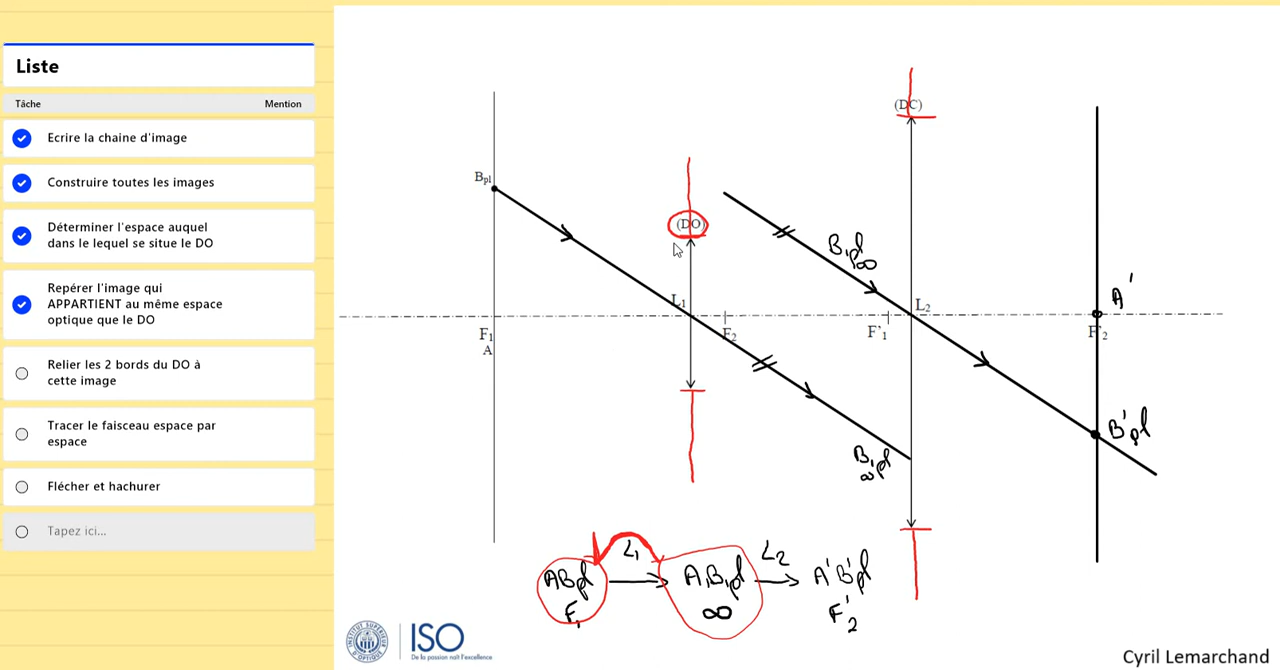 Liste
Tâche Mention
Ecrire la chaine d'image
Construire toutes les images
Déterminer l'espace auquel
dans le lequel se situe le DO
Repérer l'image qui
APPARTIENT au même espace
optique que le DO
Relier les 2 bords du DO à
cette image
Tracer le faisceau espace par
espace
Flécher et hachurer
Tapez ici...
(DC)
Bpl
(DO)
B1pl
∞
L1
L2
A'
F1
A
F2
F'1
F'2
B'pl
B1pl
∞
L1
L2
ABpl
A1B1pl
A'B'pl
F1
∞
F'2
INSTITUT SUPÉRIEUR
D'OPTIQUE
ISO
De la passion naît l'excellence
Cyril Lemarchand